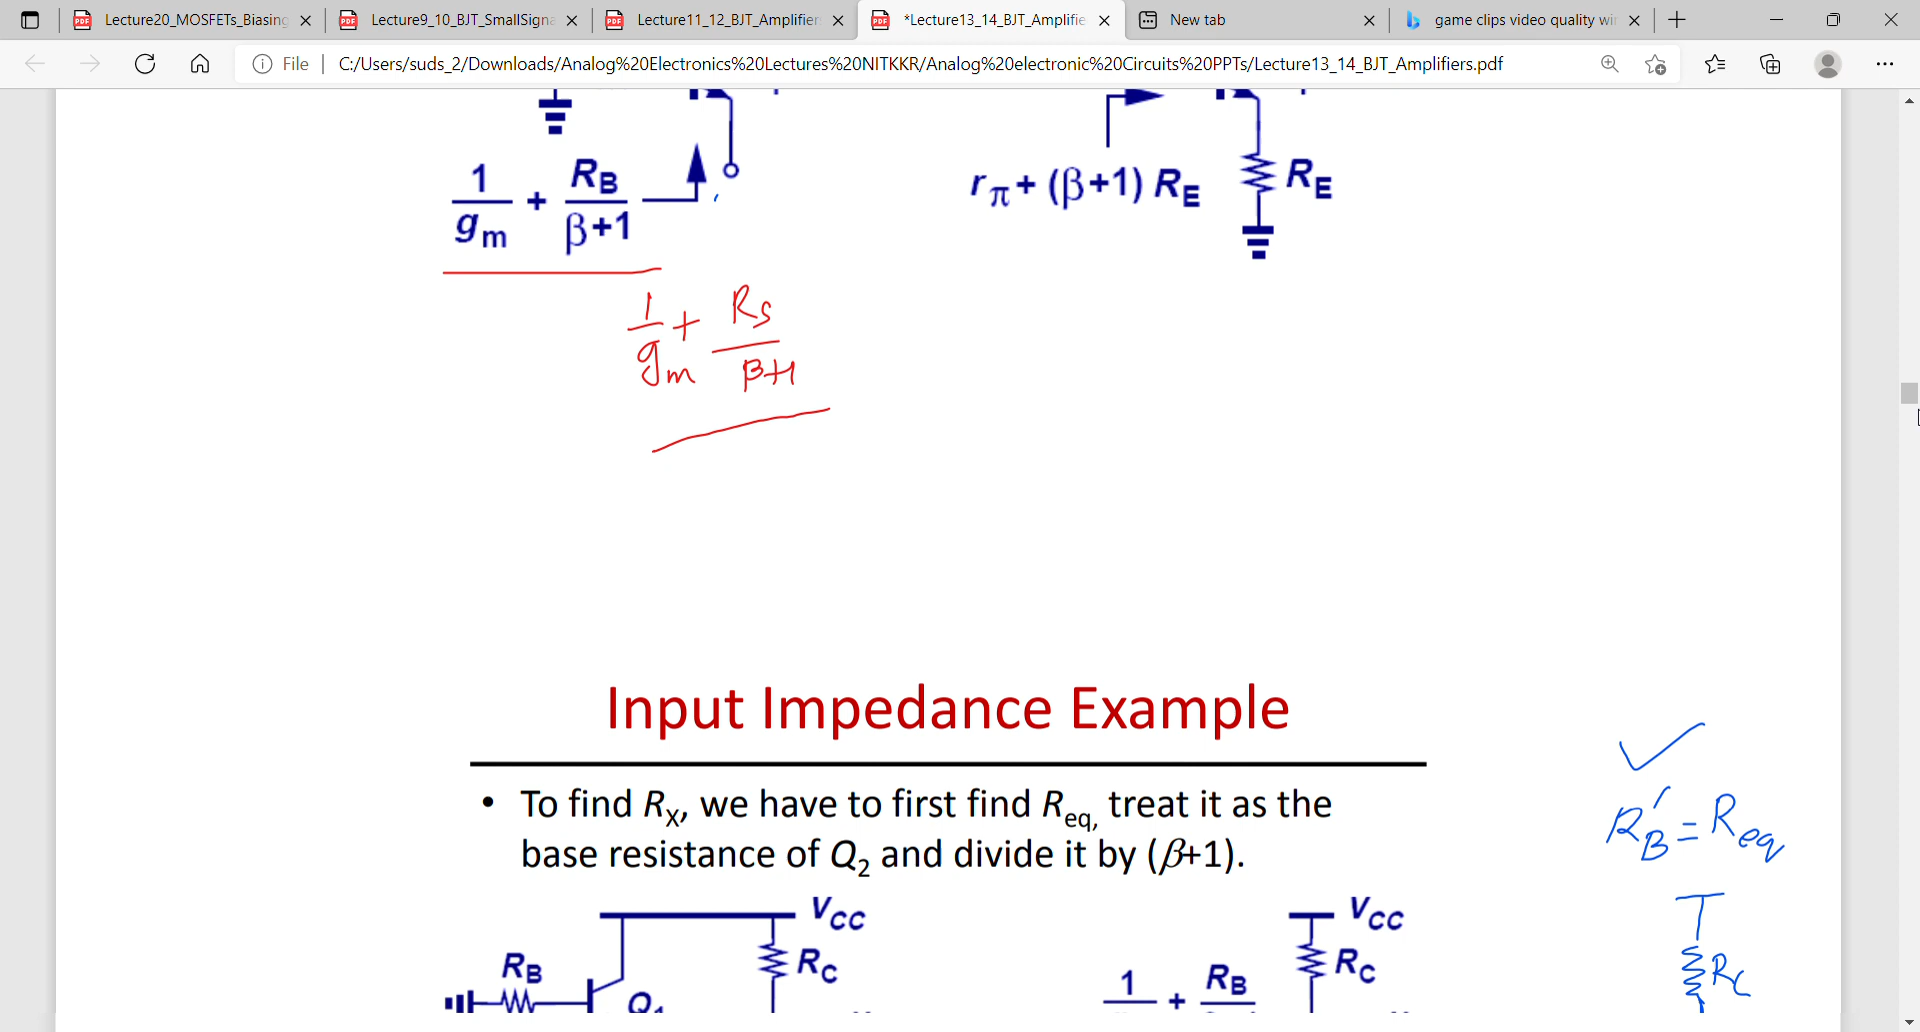 Lecture20_MOSFETs_Biasing
Lecture9_10_BJT_SmallSigna
Lecture11_12_BJT_Amplifier
*Lecture13_14_BJT_Amplifie
New tab
game clips video quality wi
File
C:/Users/suds_2/Downloads/Analog%20Electronics%20Lectures%20NITKKR/Analog%20electronic%20Circuits%20PPTs/Lecture13_14_BJT_Amplifiers.pdf
1/gm + RB/β+1
rπ + (β+1) RE
RE
1/gm + Rs/β+1
Input Impedance Example
• To find RX, we have to first find Req, treat it as the
base resistance of Q2 and divide it by (β+1).
R'B = Req
VCC
RB
RC
Q1
1
+
RB
VCC
RC
RC